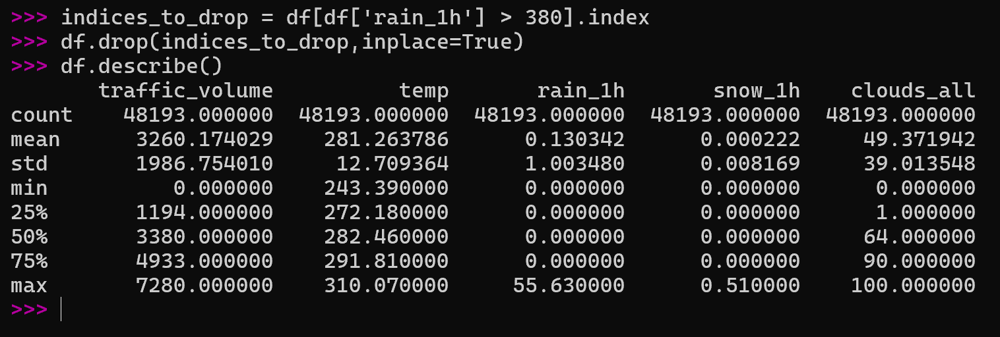 >>> indices_to_drop = df[df['rain_1h'] > 380].index
>>> df.drop(indices_to_drop,inplace=True)
>>> df.describe()
       traffic_volume          temp       rain_1h       snow_1h    clouds_all
count    48193.000000  48193.000000  48193.000000  48193.000000  48193.000000
mean      3260.174029    281.263786      0.130342      0.000222     49.371942
std       1986.754010     12.709364      1.003480      0.008169     39.013548
min          0.000000    243.390000      0.000000      0.000000      0.000000
25%       1194.000000    272.180000      0.000000      0.000000      1.000000
50%       3380.000000    282.460000      0.000000      0.000000     64.000000
75%       4933.000000    291.810000      0.000000      0.000000     90.000000
max       7280.000000    310.070000     55.630000      0.510000    100.000000
>>>